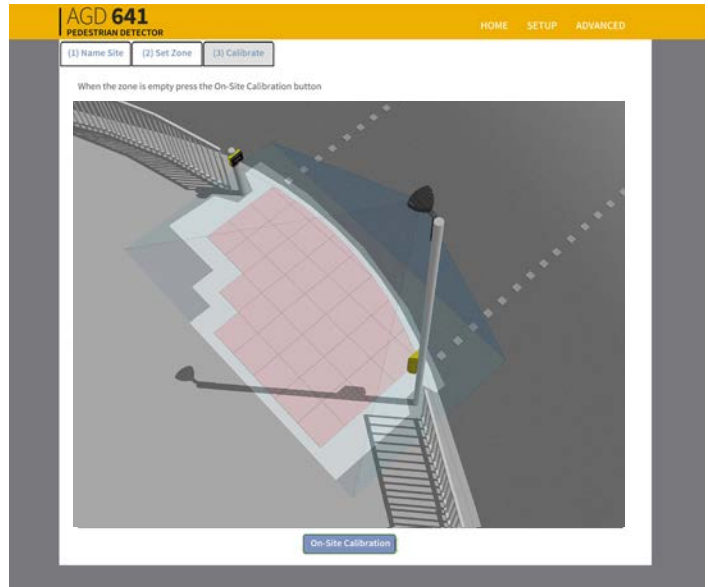 AGD 641
PEDESTRIAN DETECTOR
HOME SETUP ADVANCED
(1) Name Site (2) Set Zone (3) Calibrate
When the zone is empty press the On-Site Calibration button
On-Site Calibration